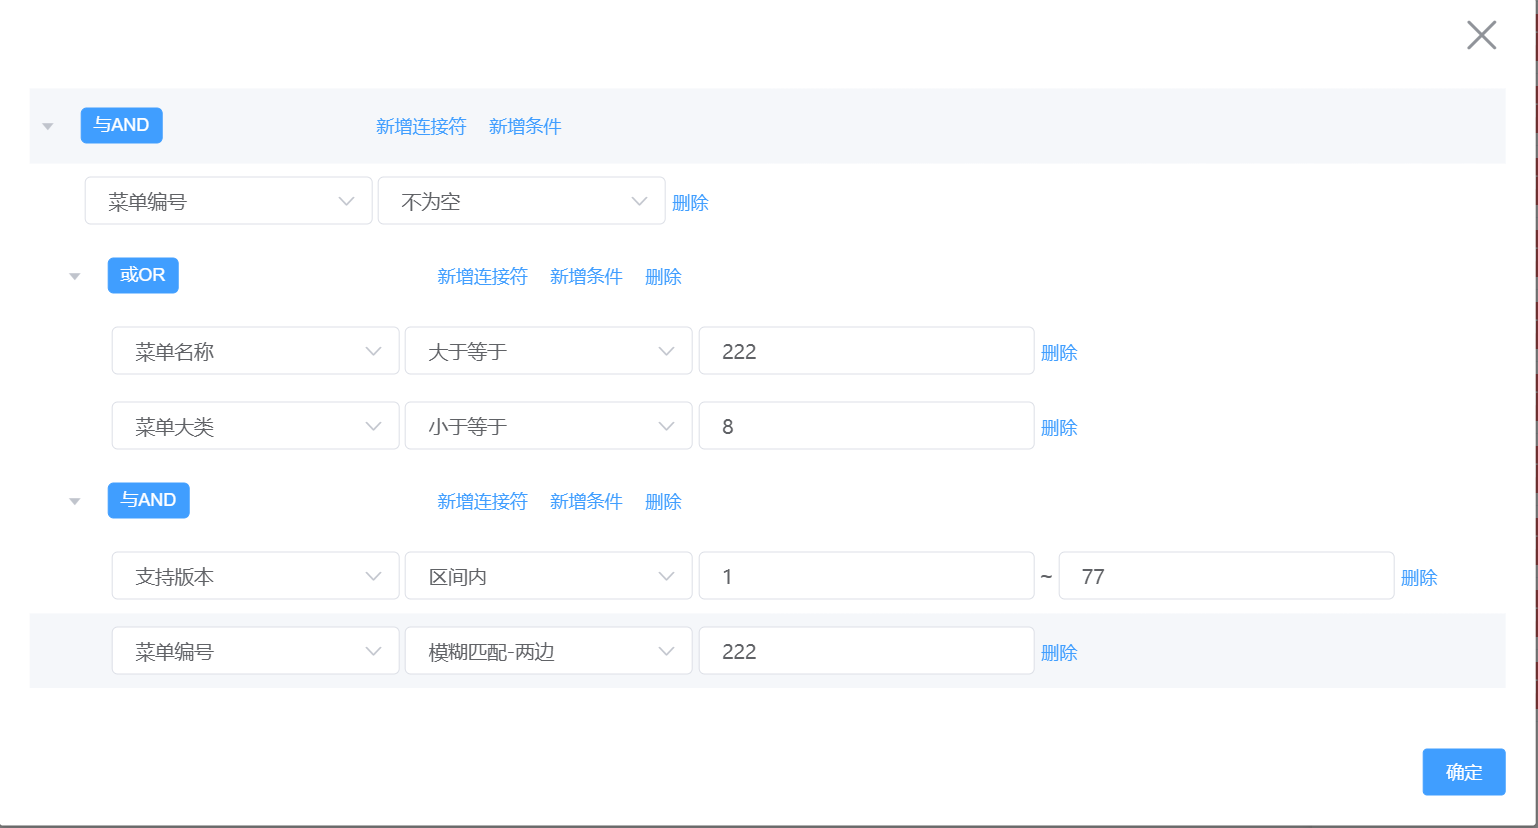 与AND 新增连接符 新增条件
菜单编号 不为空 删除
或OR 新增连接符 新增条件 删除
菜单名称 大于等于 222 删除
菜单大类 小于等于 8 删除
与AND 新增连接符 新增条件 删除
支持版本 区间内 1 ~ 77 删除
菜单编号 模糊匹配-两边 222 删除
确定